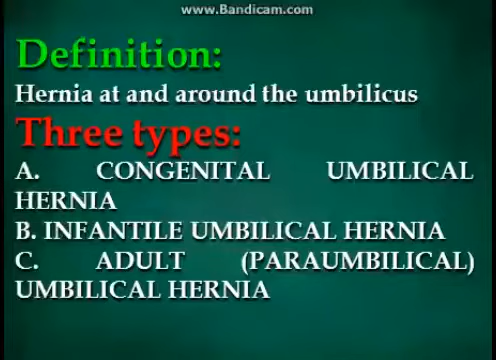 www.Bandicam.com
Definition:
Hernia at and around the umbilicus
Three types:
A. CONGENITAL UMBILICAL
HERNIA
B. INFANTILE UMBILICAL HERNIA
C. ADULT (PARAUMBILICAL)
UMBILICAL HERNIA